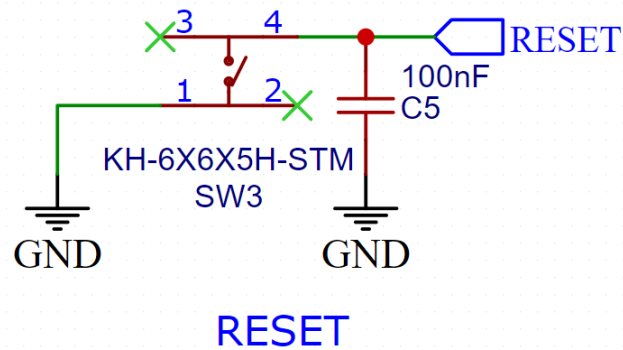 3 4
RESET
100nF
C5
1 2
KH-6X6X5H-STM
SW3
GND
GND
RESET